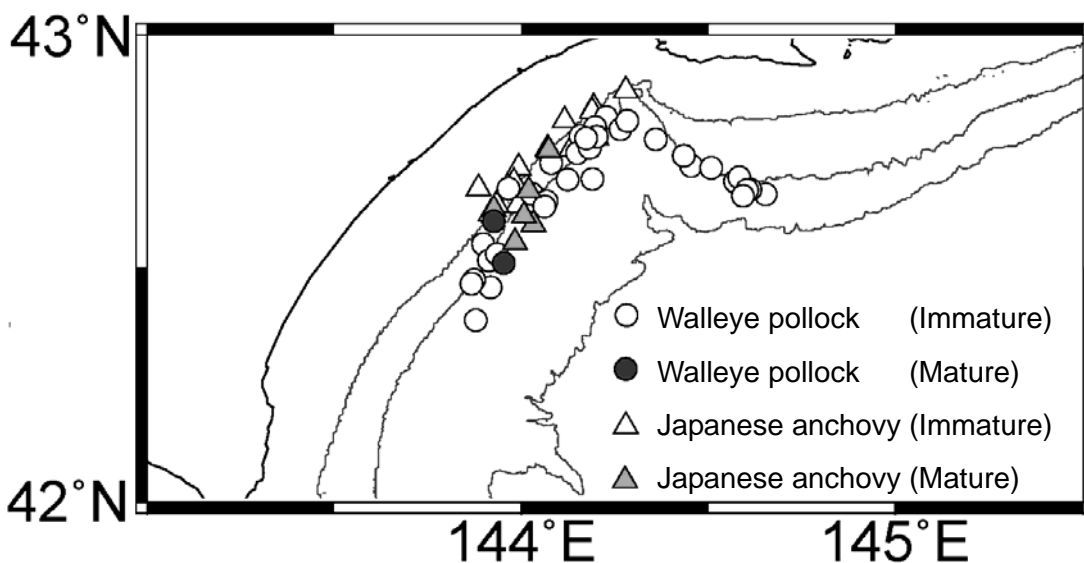 43°N
Walleye pollock (Immature)
Walleye pollock (Mature)
Japanese anchovy (Immature)
Japanese anchovy (Mature)
42°N
144°E 145°E